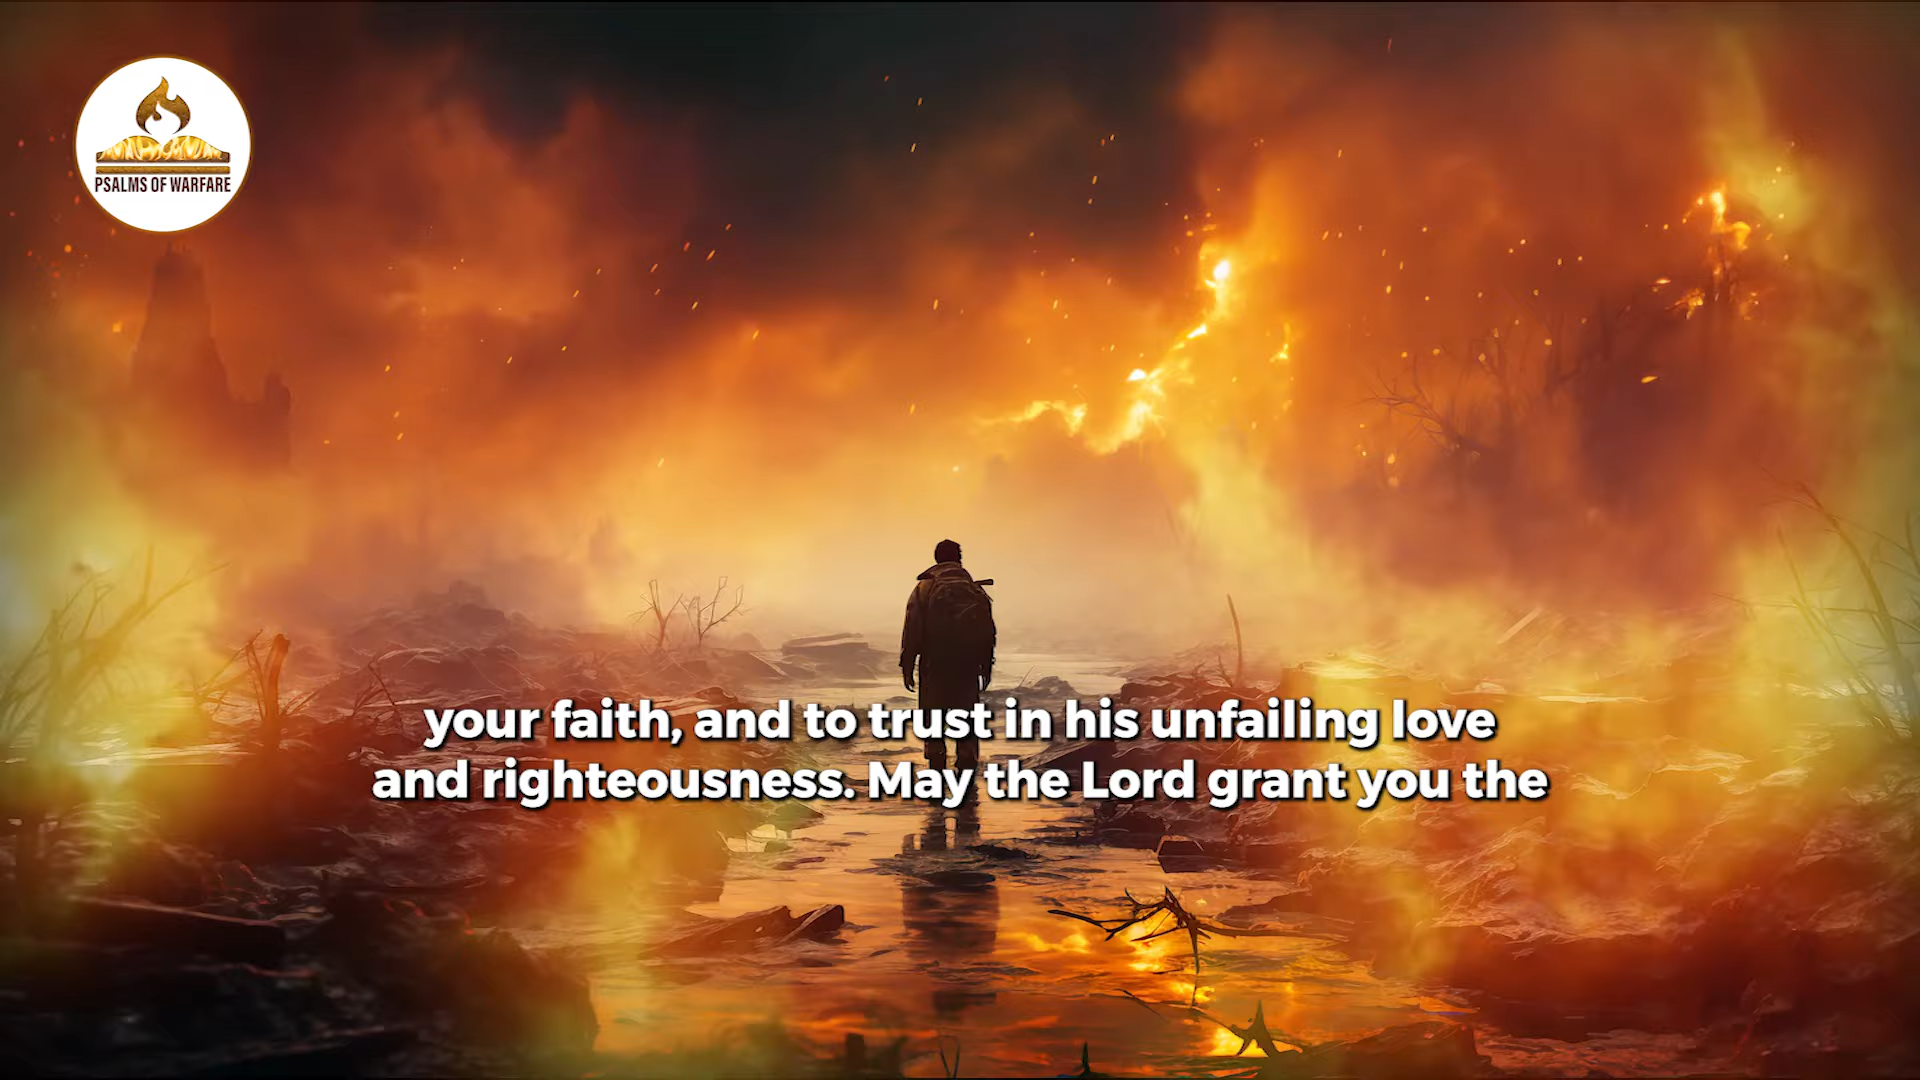 PSALMS OF WARFARE
your faith, and to trust in his unfailing love
and righteousness. May the Lord grant you the